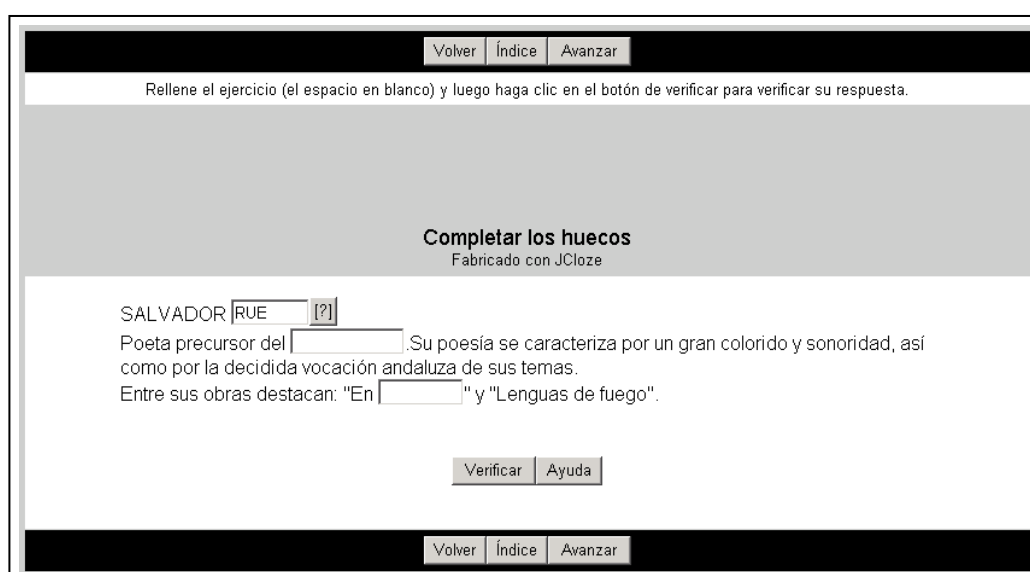 Volver Índice Avanzar
Rellene el ejercicio (el espacio en blanco) y luego haga clic en el botón de verificar para verificar su respuesta.
Completar los huecos
Fabricado con JCloze
SALVADOR RUE [?]
Poeta precursor del .Su poesía se caracteriza por un gran colorido y sonoridad, así
como por la decidida vocación andaluza de sus temas.
Entre sus obras destacan: "En " y "Lenguas de fuego".
Verificar Ayuda
Volver Índice Avanzar